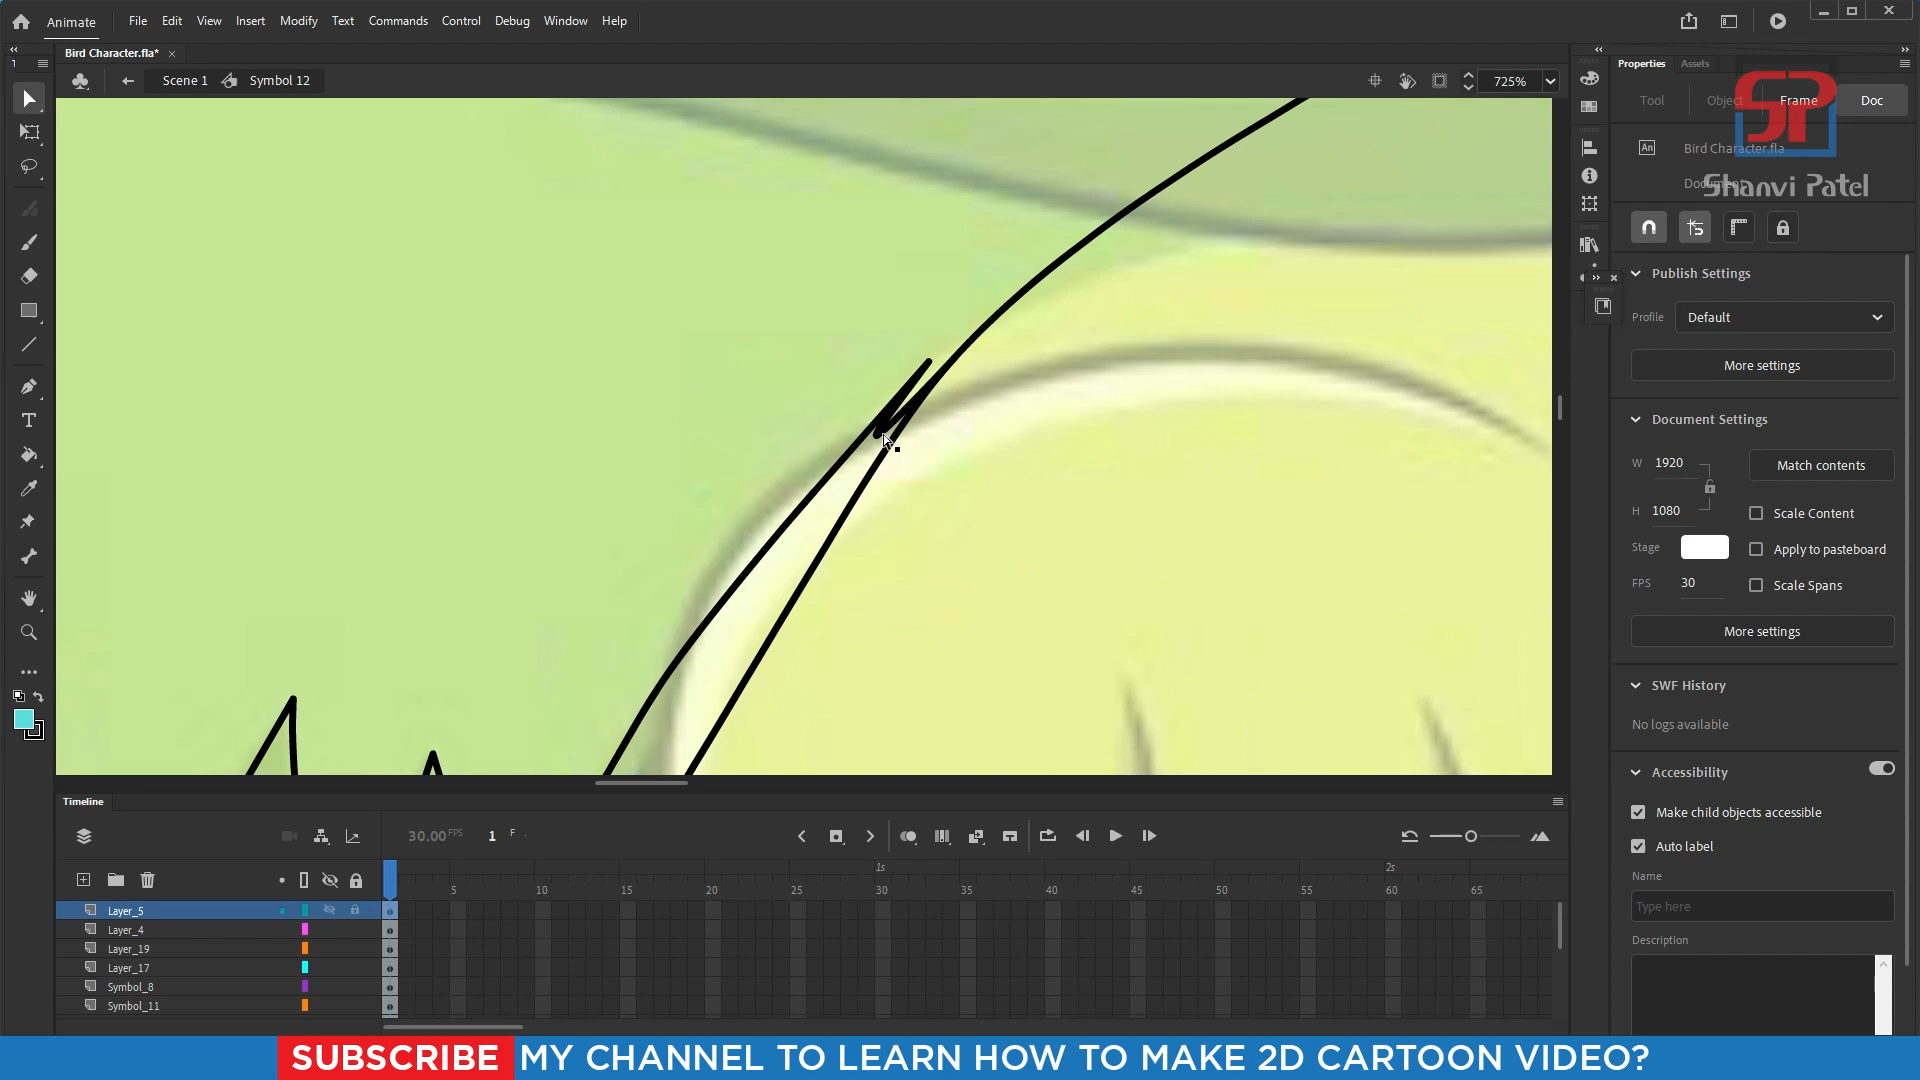 Animate File Edit View Insert Modify Text Commands Control Debug Window Help
Bird Character.fla*
Scene 1 Symbol 12 725%
Properties Assets
Tool Object Frame Doc
An Bird Character.fla
Document
SP
Shanvi Patel
Publish Settings
Profile Default
More settings
Document Settings
W 1920 Match contents
H 1080 Scale Content
Stage Apply to pasteboard
FPS 30 Scale Spans
More settings
SWF History
No logs available
Accessibility
Make child objects accessible
Auto label
Name
Type here
Description
Timeline
30.00 FPS 1 F
1s 2s
5 10 15 20 25 30 35 40 45 50 55 60 65
Layer_5
Layer_4
Layer_19
Layer_17
Symbol_8
Symbol_11
SUBSCRIBE MY CHANNEL TO LEARN HOW TO MAKE 2D CARTOON VIDEO?